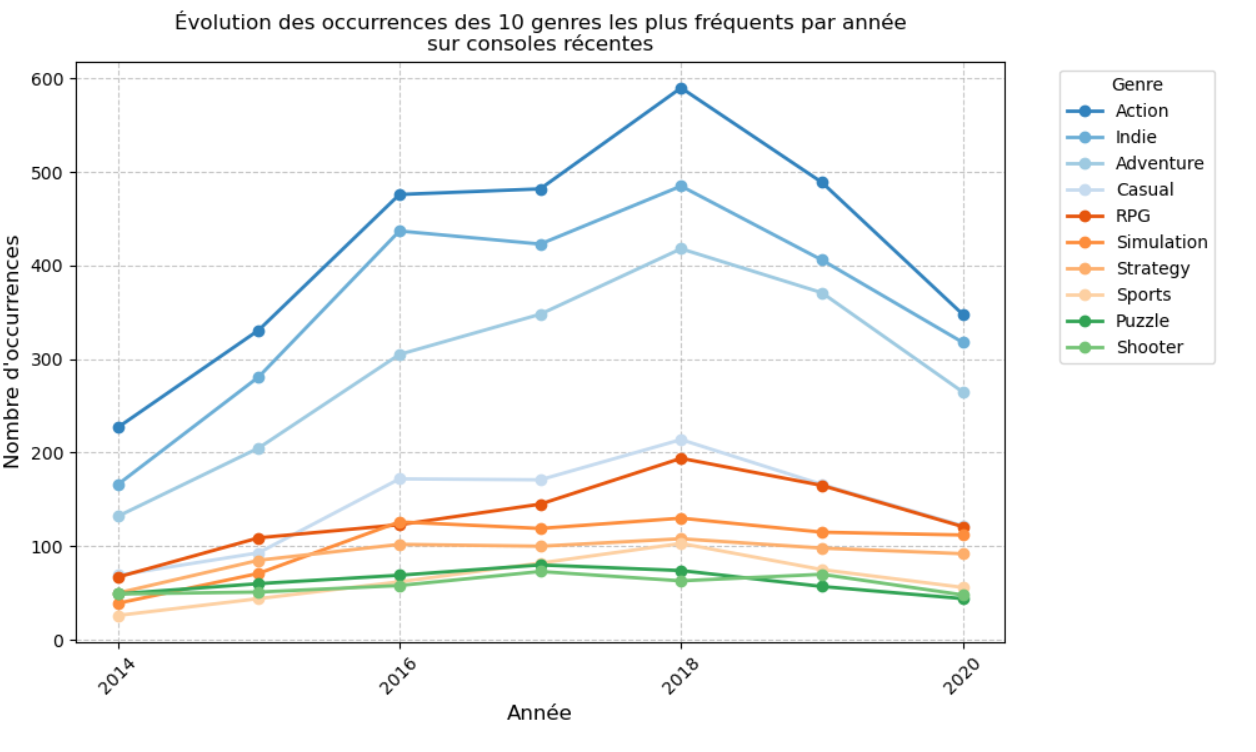 Évolution des occurrences des 10 genres les plus fréquents par année
sur consoles récentes
Nombre d'occurrences
600
500
400
300
200
100
0
2014
2016
2018
2020
Année
Genre
Action
Indie
Adventure
Casual
RPG
Simulation
Strategy
Sports
Puzzle
Shooter